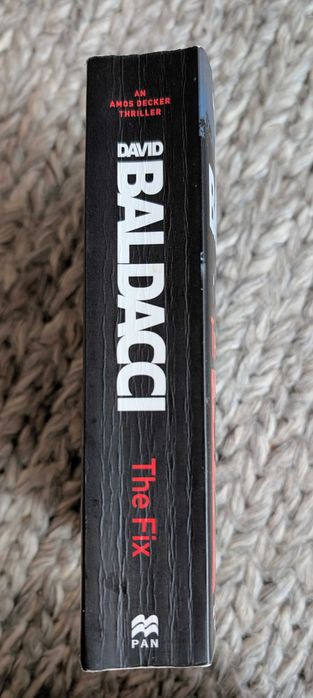 AN
AMOS DECKER
THRILLER
DAVID
BALDACCI
The Fix
PAN